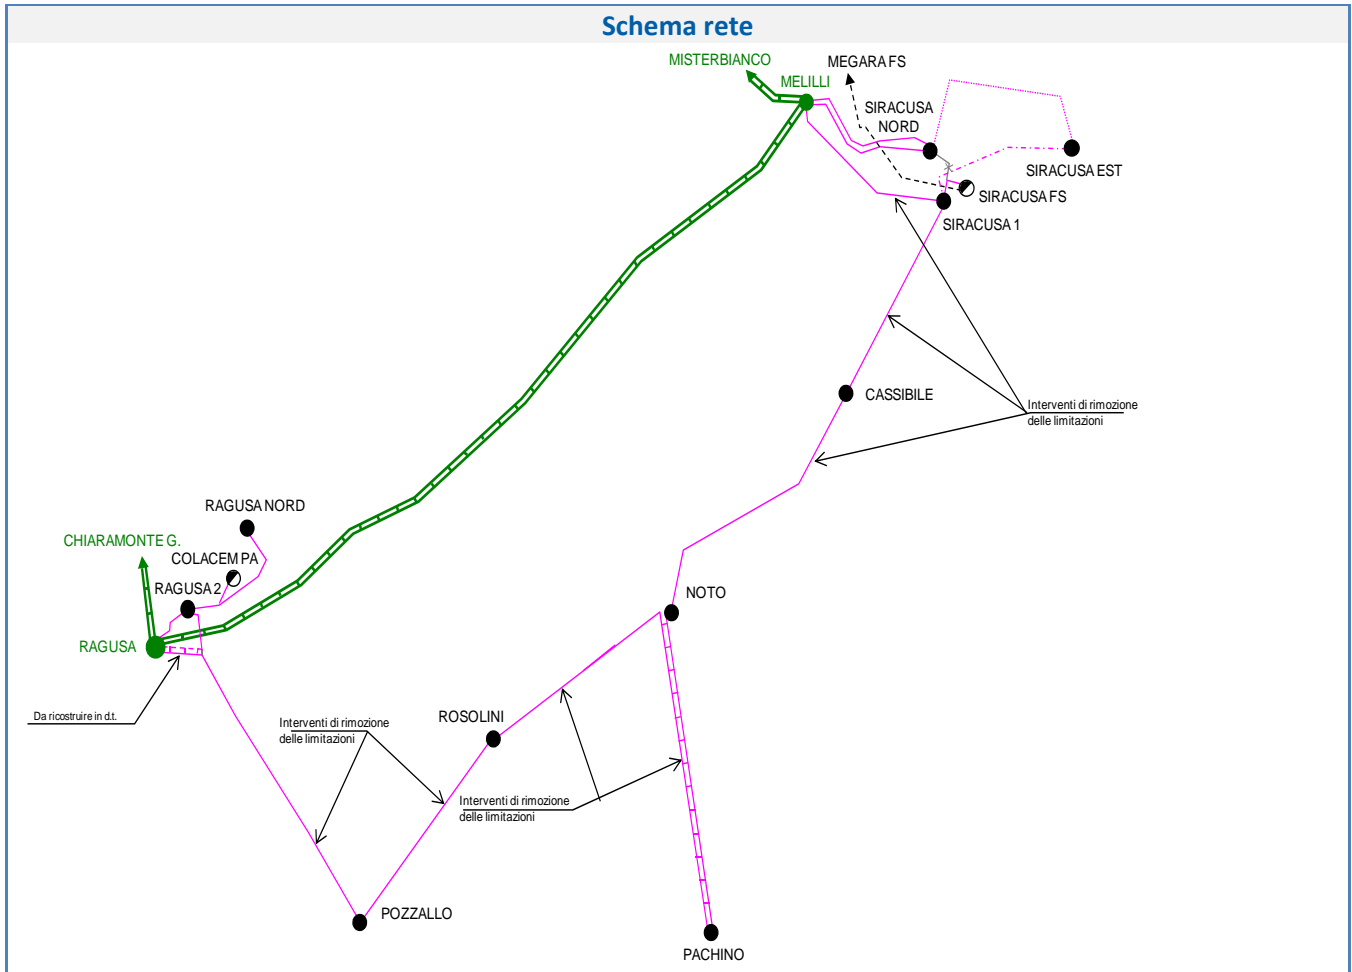 Schema rete
MISTERBIANCO
MEGARA FS
MELILLI
SIRACUSA
NORD
SIRACUSA EST
SIRACUSA FS
SIRACUSA 1
CASSIBILE
Interventi di rimozione
delle limitazioni
RAGUSA NORD
CHIARAMONTE G.
COLACEM PA
RAGUSA 2
NOTO
RAGUSA
Da ricostruire in d.t.
ROSOLINI
Interventi di rimozione
delle limitazioni
Interventi di rimozione
delle limitazioni
POZZALLO
PACHINO